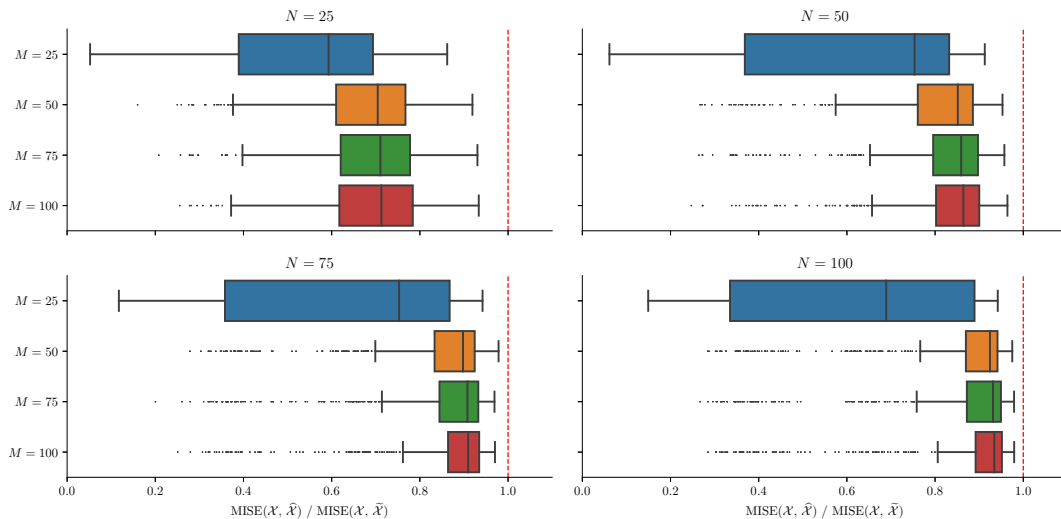 N = 25
N = 50
M = 25
M = 50
M = 75
M = 100
N = 75
N = 100
M = 25
M = 50
M = 75
M = 100
0.0 0.2 0.4 0.6 0.8 1.0
0.0 0.2 0.4 0.6 0.8 1.0
MISE(𝒳, 𝒳̂) / MISE(𝒳, 𝒳̃)
MISE(𝒳, 𝒳̂) / MISE(𝒳, 𝒳̃)